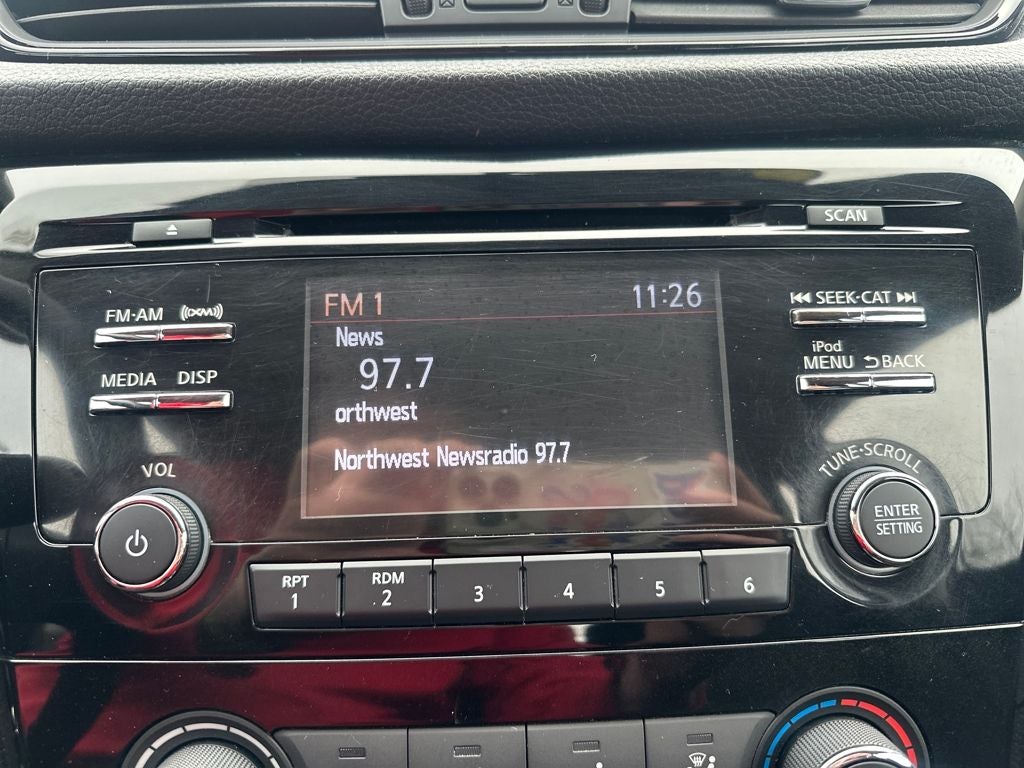 SCAN
FM·AM ((XM))
MEDIA DISP
VOL
FM 1 11:26
News
97.7
orthwest
Northwest Newsradio 97.7
SEEK·CAT
iPod
MENU BACK
TUNE·SCROLL
ENTER
SETTING
RPT
1
RDM
2
3
4
5
6